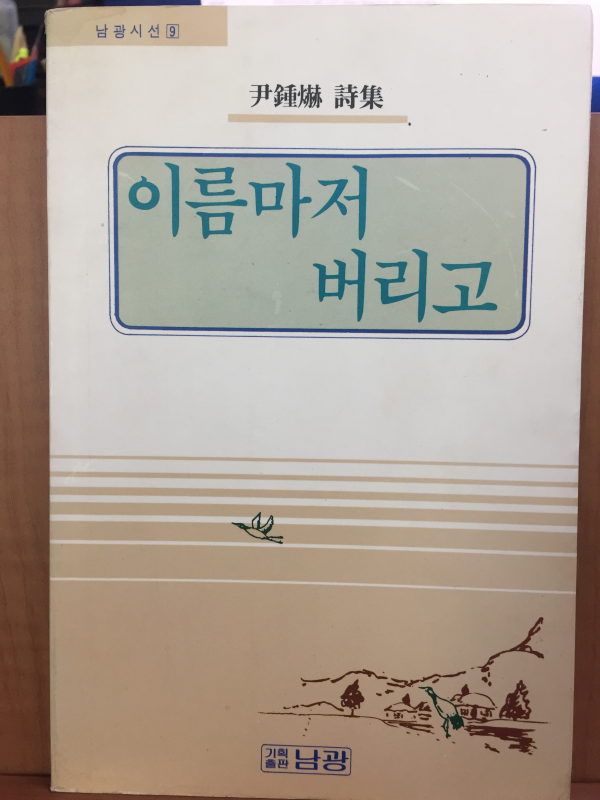 남광시선 9
尹鍾爀 詩集
이름마저
버리고
기획
출판 남광